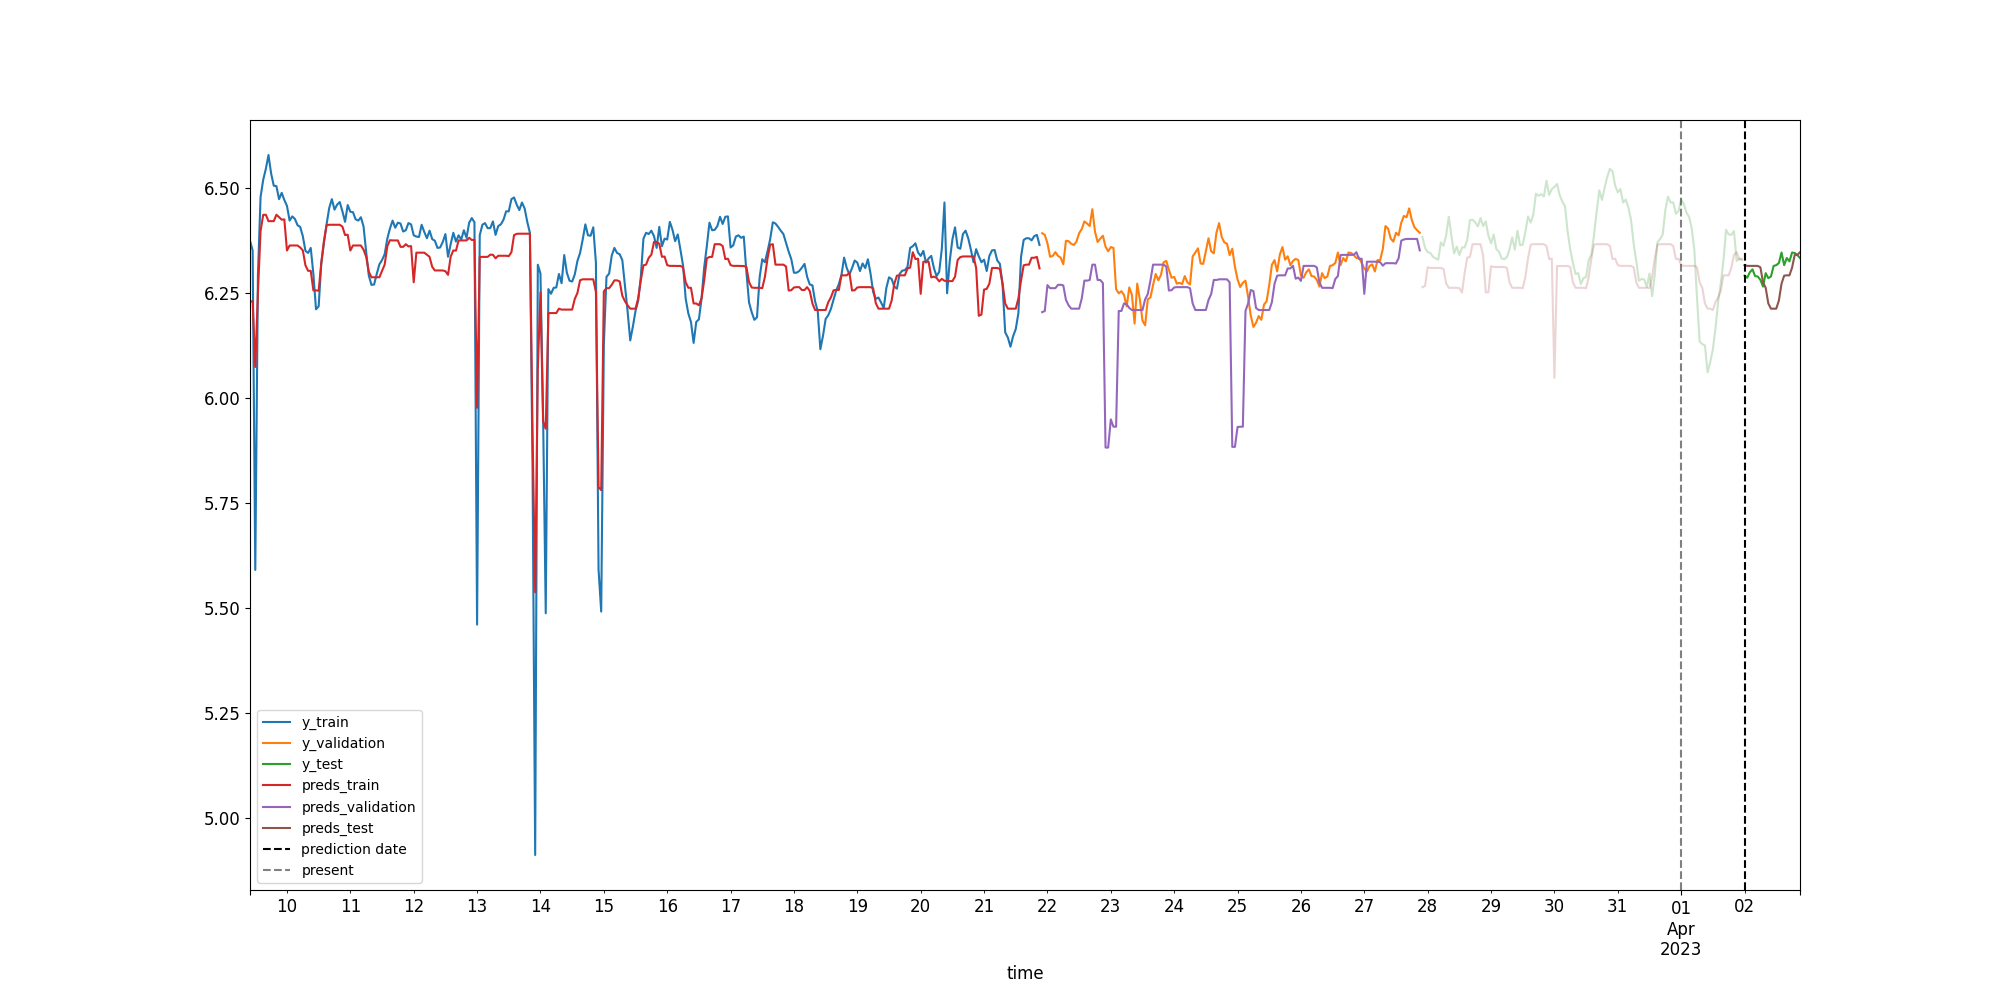 6.50
6.25
6.00
5.75
5.50
5.25
5.00
y_train
y_validation
y_test
preds_train
preds_validation
preds_test
prediction date
present
10 11 12 13 14 15 16 17 18 19 20 21 22 23 24 25 26 27 28 29 30 31 01 02
Apr
2023
time